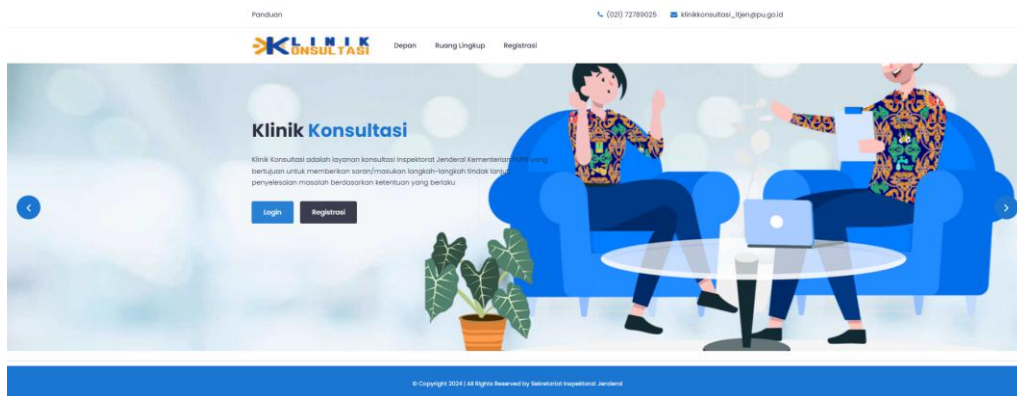 Panduan
(021) 72789025
klinikkonsultasi_itjen@pu.go.id
KLINIK
KONSULTASI
Depan
Ruang Lingkup
Registrasi
Klinik Konsultasi
Klinik Konsultasi adalah layanan konsultasi Inspektorat Jenderal Kementerian PUPR yang
bertujuan untuk memberikan saran/masukan langkah-langkah tindak lanjut
penyelesaian masalah berdasarkan ketentuan yang berlaku
Login
Registrasi
© Copyright 2024 | All Rights Reserved by Sekretariat Inspektorat Jenderal